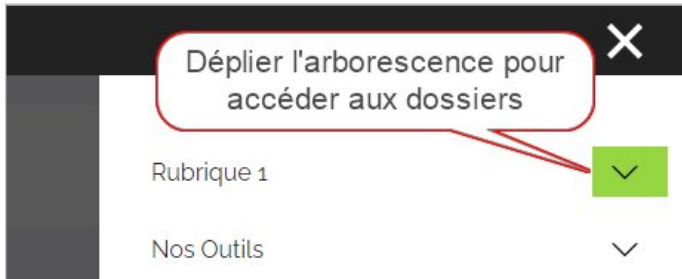 Déplier l'arborescence pour
accéder aux dossiers
Rubrique 1
Nos Outils